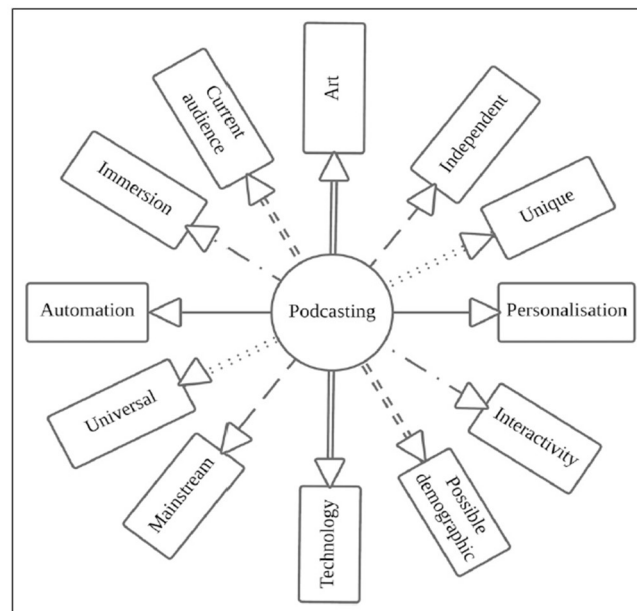 Art
Current
audience
Independent
Immersion
Unique
Automation
Podcasting
Personalisation
Universal
Interactivity
Mainstream
Possible
demographic
Technology